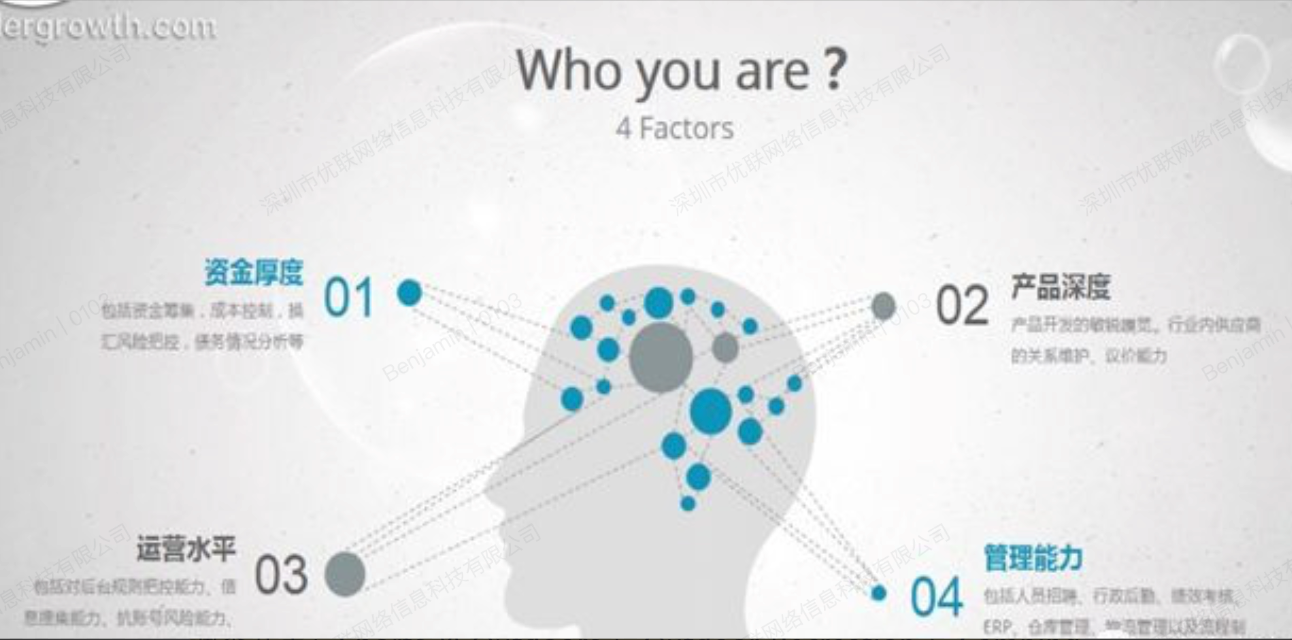 lergrowth.com
Who you are?
4 Factors
资金厚度
01
包括资金筹集，成本控制，换
汇风险把控，债务情况分析等
02
产品深度
产品开发的敏锐嗅觉，行业内供应商
的关系维护、议价能力
运营水平
03
包括对后台规则把控能力、信
息搜集能力、抗账号风险能力、
04
管理能力
包括人员招聘、行政后勤、绩效考核、
ERP、仓库管理、物流管理以及流程制
深圳市优联网络信息科技有限公司
Benjamin | 0103